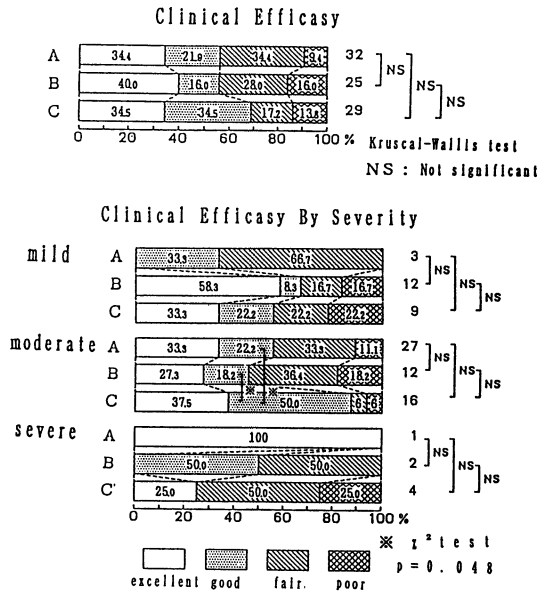 Clinical Efficasy
A 34.4 21.9 34.4 9.4 32
B 40.0 16.0 28.0 16.0 25
C 34.5 34.5 17.2 13.8 29
NS NS NS
0 20 40 60 80 100 %
Kruscal-Wallis test
NS : Not significant
Clinical Efficasy By Severity
mild A 33.3 66.7 3
B 58.3 8.3 16.7 16.7 12
C 33.3 22.2 22.2 22.2 9
NS NS NS
moderate A 33.3 22.2 33.3 11.1 27
B 27.3 18.2 36.4 18.2 12
C 37.5 ※ ※ 50.0 6 6 16
NS NS NS
severe A 100 1
B 50.0 50.0 2
C' 25.0 50.0 25.0 4
NS NS NS
0 20 40 60 80 100 %
※ χ² test
p=0.048
excellent good fair. poor